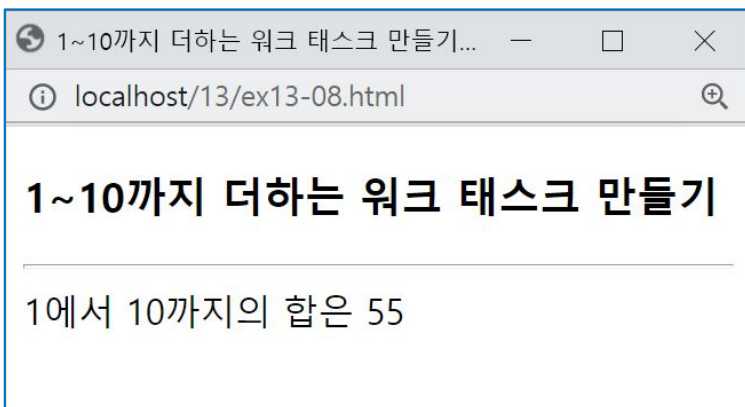 1~10까지 더하는 워크 태스크 만들기...
localhost/13/ex13-08.html
1~10까지 더하는 워크 태스크 만들기
1에서 10까지의 합은 55